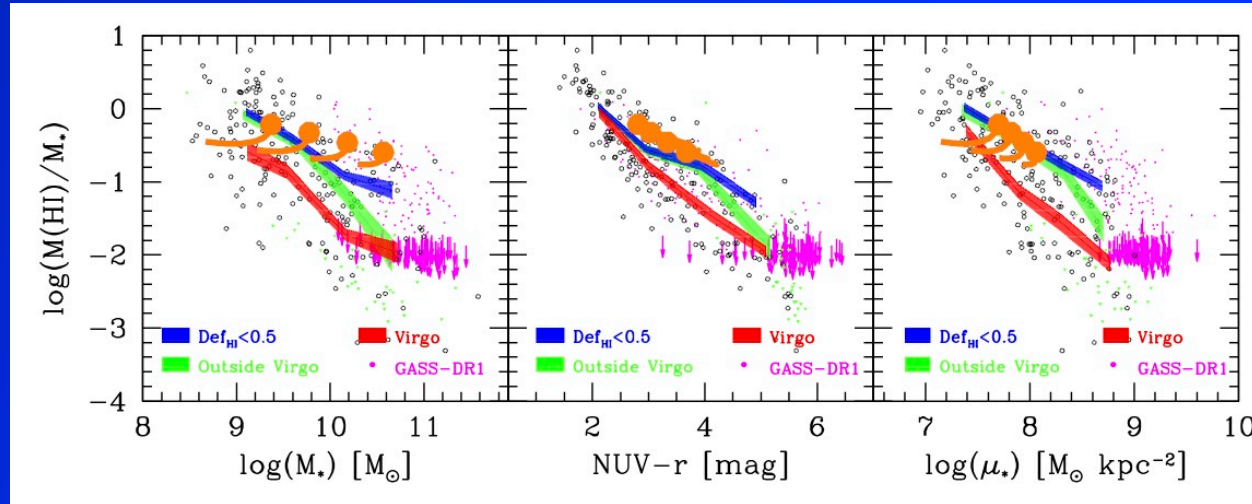 1
0
-1
-2
-3
-4
log(M(HI)/M*)
Def_HI<0.5 Virgo
Outside Virgo GASS-DR1
Def_HI<0.5 Virgo
Outside Virgo GASS-DR1
Def_HI<0.5 Virgo
Outside Virgo GASS-DR1
8 9 10 11 2 4 6 7 8 9 10
log(M*) [M⊙] NUV-r [mag] log(μ*) [M⊙ kpc⁻²]